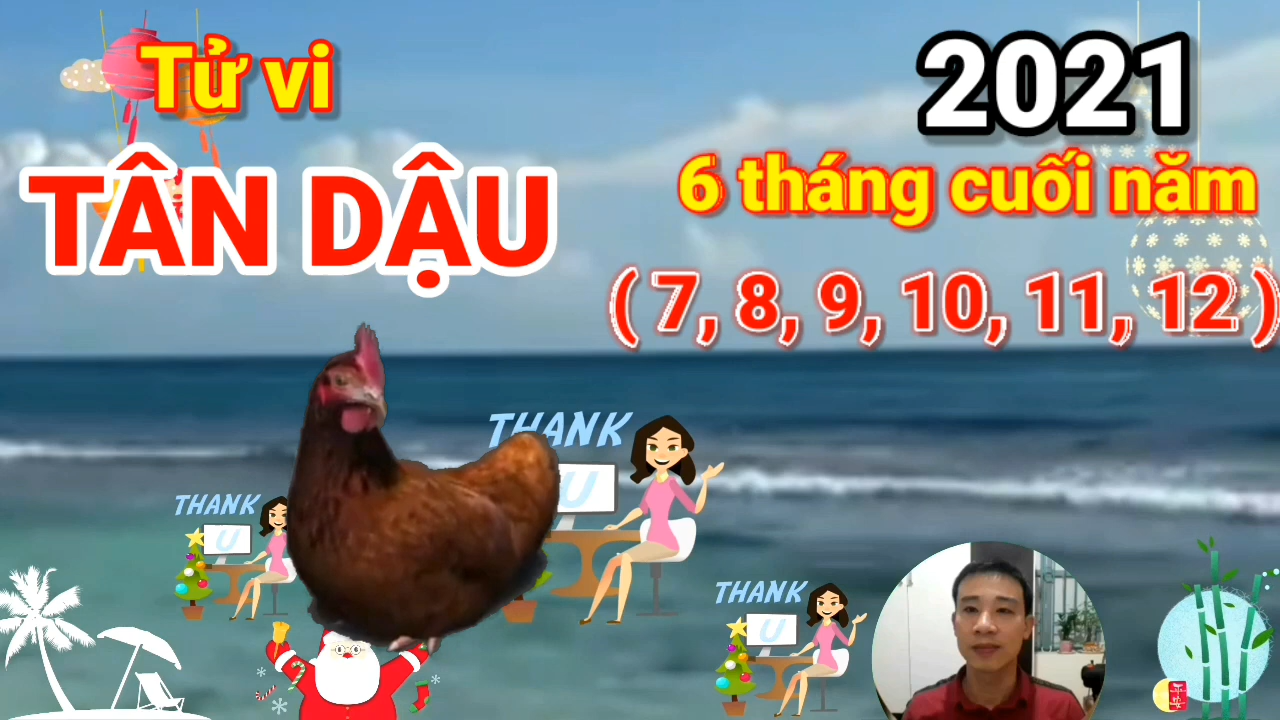 Tử vi
TÂN DẬU
2021
6 tháng cuối năm
( 7, 8, 9, 10, 11, 12 )
THANK
U
THANK
U
THANK
U